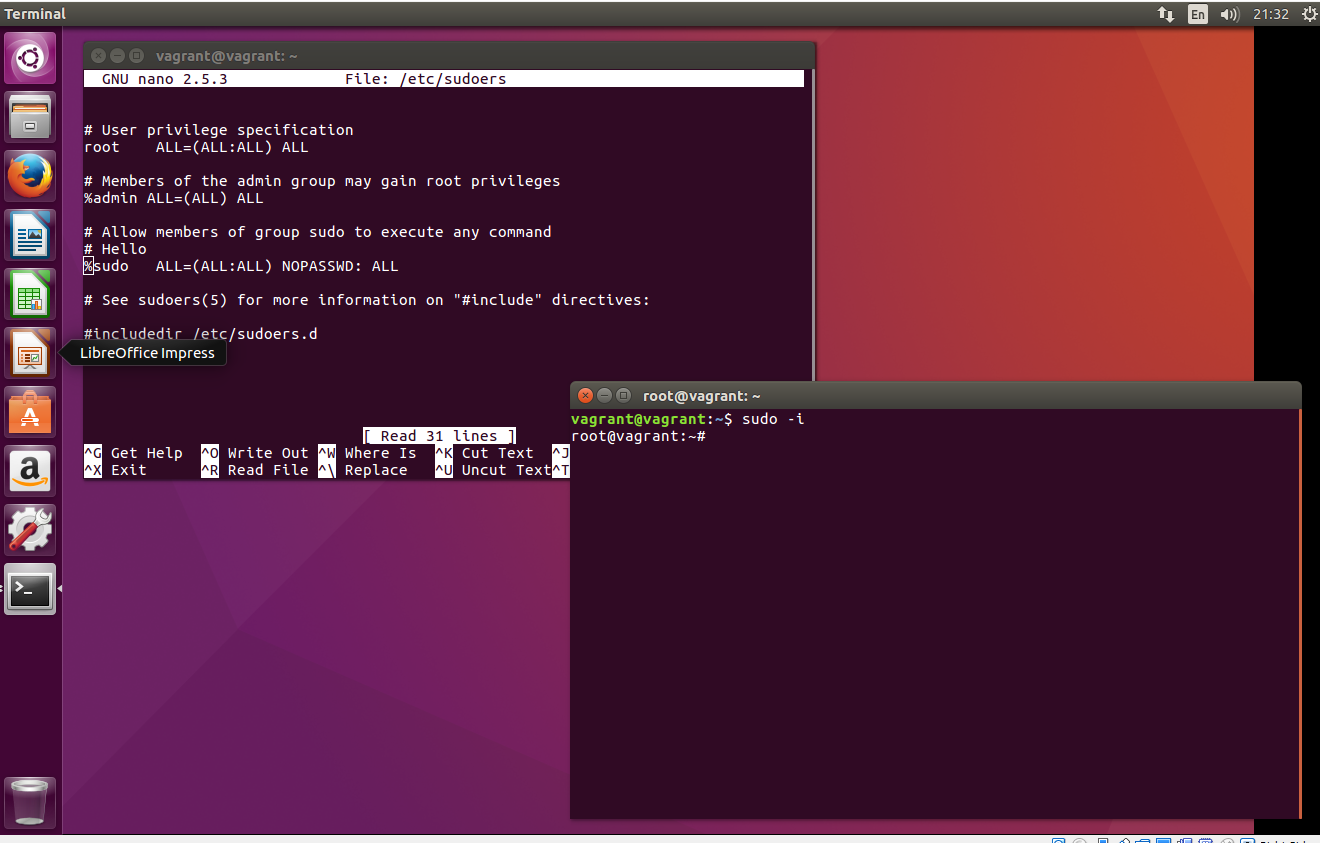 Terminal
En
21:32
vagrant@vagrant: ~
GNU nano 2.5.3 File: /etc/sudoers
# User privilege specification
root ALL=(ALL:ALL) ALL
# Members of the admin group may gain root privileges
%admin ALL=(ALL) ALL
# Allow members of group sudo to execute any command
# Hello
%sudo ALL=(ALL:ALL) NOPASSWD: ALL
# See sudoers(5) for more information on "#include" directives:
#includedir /etc/sudoers.d
LibreOffice Impress
[ Read 31 lines ]
^G Get Help ^O Write Out ^W Where Is ^K Cut Text ^J
^X Exit ^R Read File ^\ Replace ^U Uncut Text ^T
root@vagrant: ~
vagrant@vagrant:~$ sudo -i
root@vagrant:~#